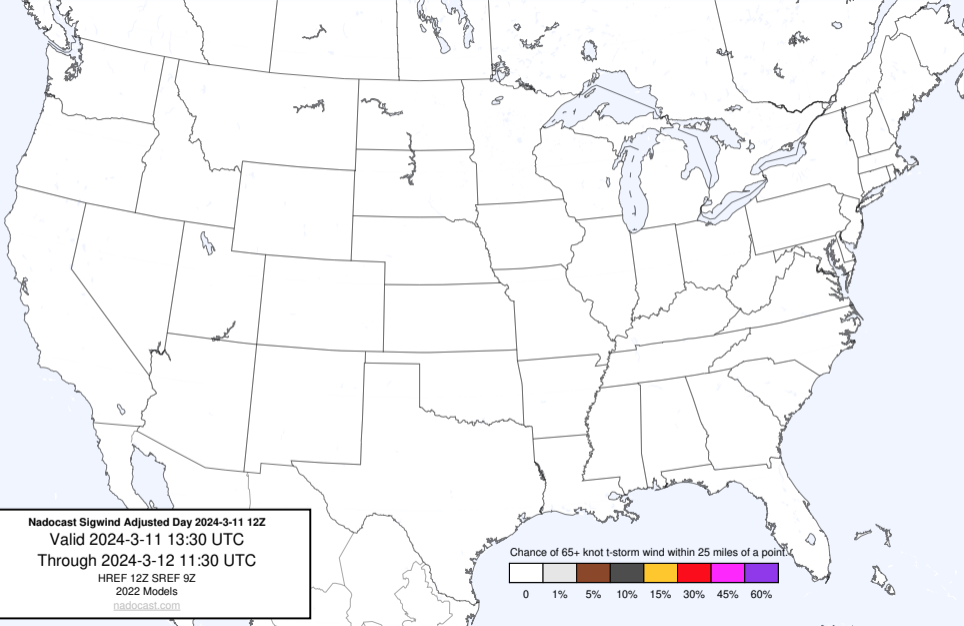 Nadocast Sigwind Adjusted Day 2024-3-11 12Z
Valid 2024-3-11 13:30 UTC
Through 2024-3-12 11:30 UTC
HREF 12Z SREF 9Z
2022 Models
nadocast.com
Chance of 65+ knot t-storm wind within 25 miles of a point.
0 1% 5% 10% 15% 30% 45% 60%